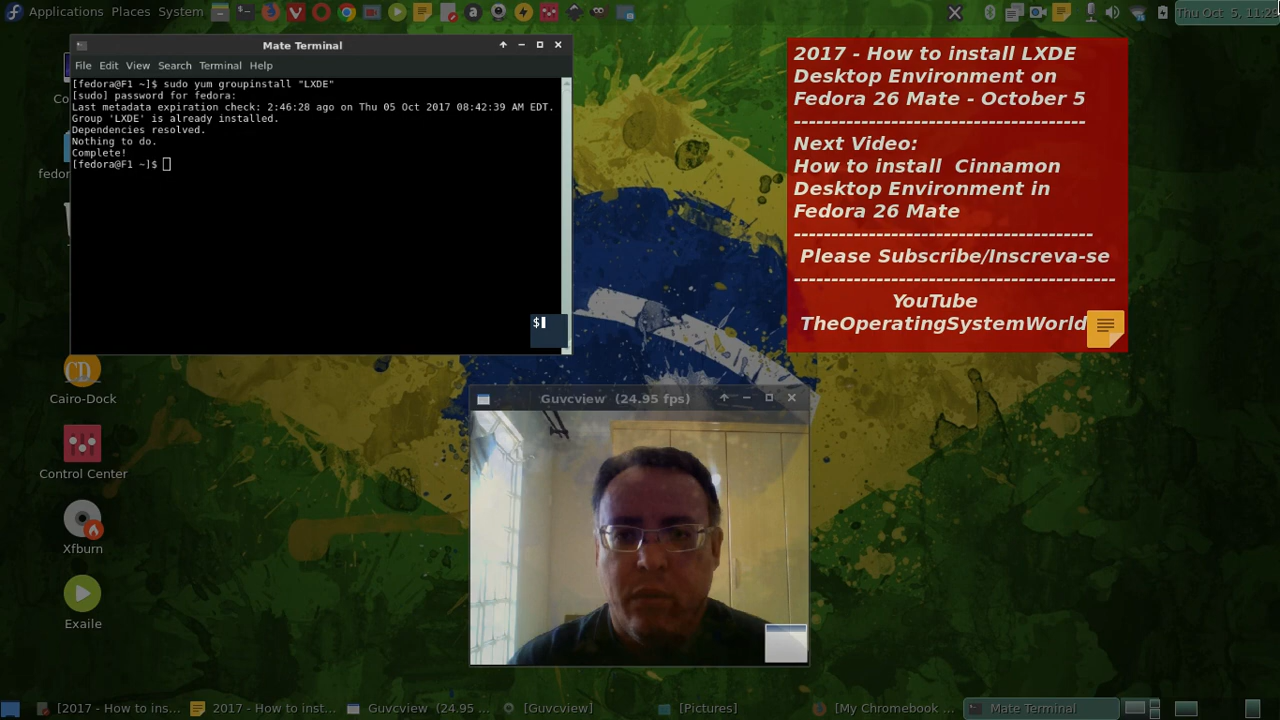 Applications Places System
Thu Oct 5, 11:29
Mate Terminal
File Edit View Search Terminal Help
[fedora@F1 ~]$ sudo yum groupinstall "LXDE"
[sudo] password for fedora:
Last metadata expiration check: 2:46:28 ago on Thu 05 Oct 2017 08:42:39 AM EDT.
Group 'LXDE' is already installed.
Dependencies resolved.
Nothing to do.
Complete!
[fedora@F1 ~]$
$
2017 - How to install LXDE
Desktop Environment on
Fedora 26 Mate - October 5
---------------------------------------
Next Video:
How to install  Cinnamon
Desktop Environment in
Fedora 26 Mate
----------------------------------------
Please Subscribe/Inscreva-se
-------------------------------------------
YouTube
TheOperatingSystemWorld
Cairo-Dock
Control Center
Xfburn
Exaile
Guvcview  (24.95 fps)
[2017 - How to ins...
2017 - How to inst...
Guvcview (24.95 ...
[Guvcview]
[Pictures]
[My Chromebook ...
Mate Terminal